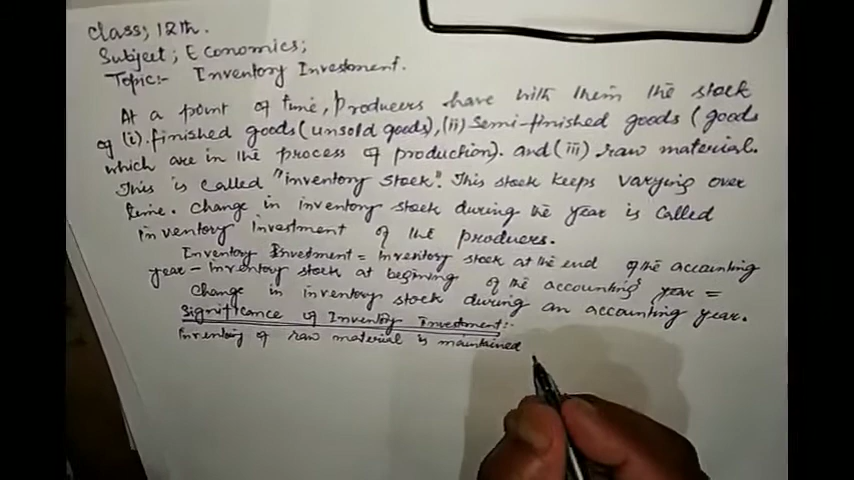 Class; 12th.
Subject; Economics;
Topic:- Inventory Investment.
At a point of time, Producers have with them the stock
of (i). finished goods (unsold goods), (ii) Semi-finished goods (goods
which are in the process of production). and (iii) raw material.
This is called "inventory stock". This stock keeps varying over
time. Change in inventory stock during the year is called
inventory investment of the producers.
Inventory Investment = inventory stock at the end of the accounting
year - inventory stock at begining of the accounting year =
Change in inventory stock during an accounting year.
Significance of Inventory Investment:-
Inventory of raw material is maintained